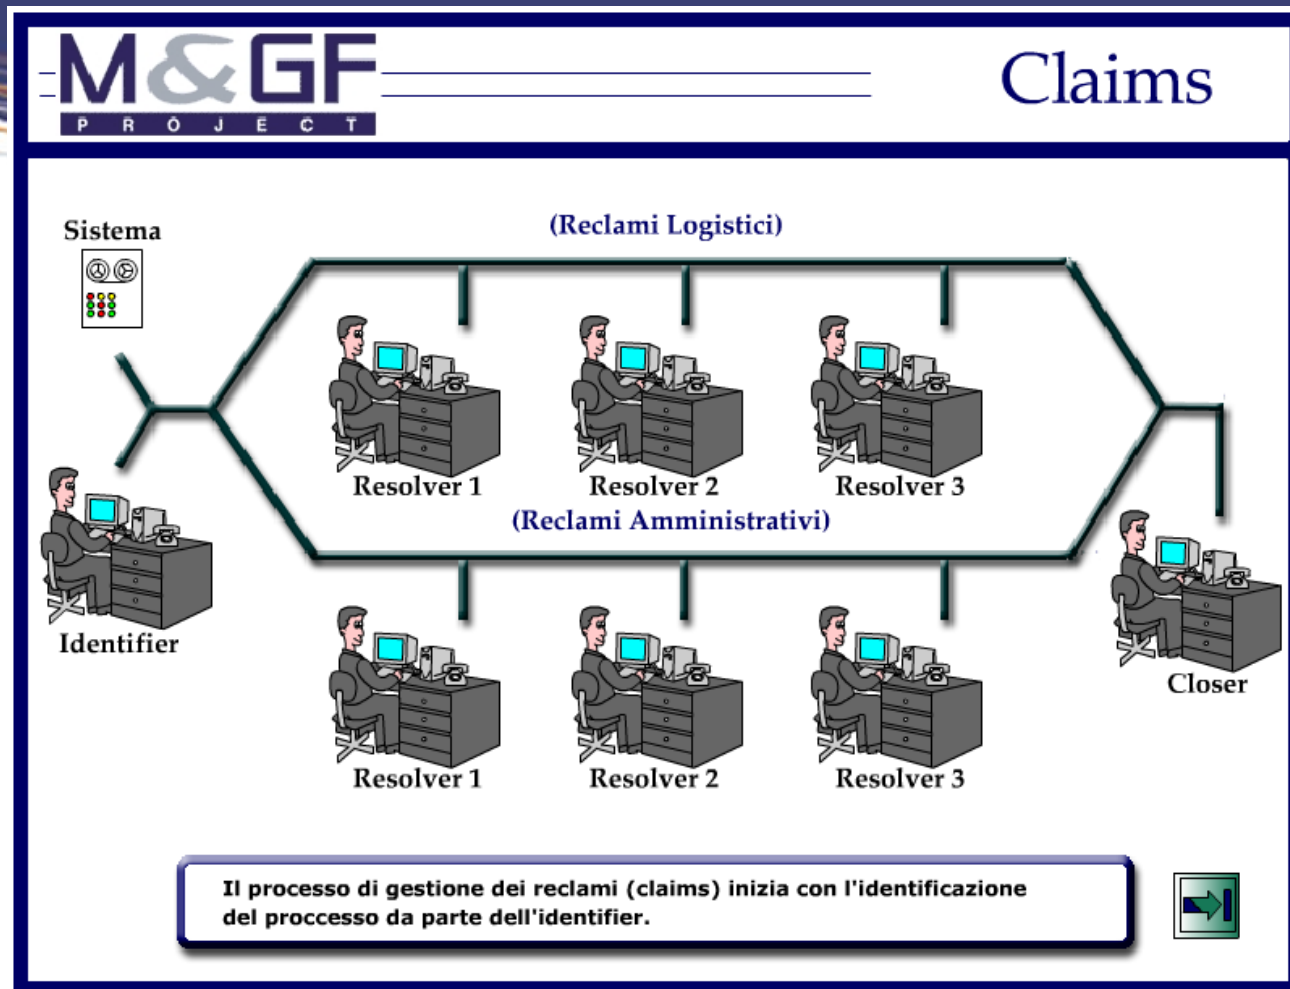 M&GF
PROJECT
Claims
Sistema
(Reclami Logistici)
Resolver 1
Resolver 2
Resolver 3
(Reclami Amministrativi)
Identifier
Closer
Resolver 1
Resolver 2
Resolver 3
Il processo di gestione dei reclami (claims) inizia con l'identificazione
del proccesso da parte dell'identifier.